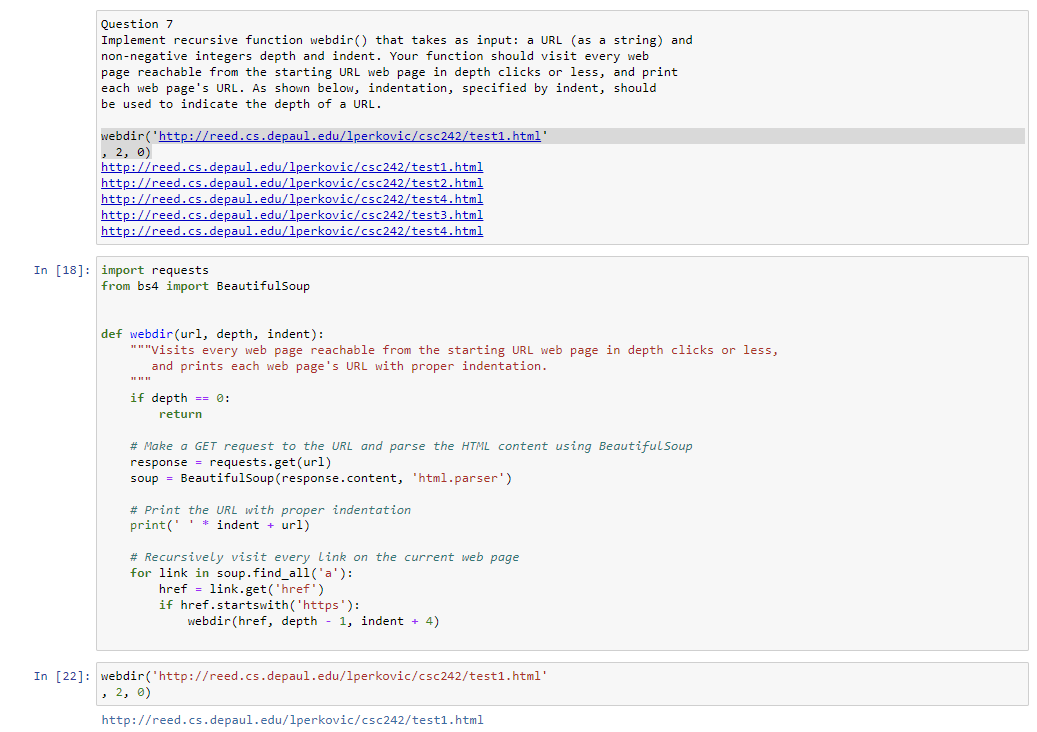 Question 7
Implement recursive function webdir() that takes as input: a URL (as a string) and
non-negative integers depth and indent. Your function should visit every web
page reachable from the starting URL web page in depth clicks or less, and print
each web page's URL. As shown below, indentation, specified by indent, should
be used to indicate the depth of a URL.
webdir('http://reed.cs.depaul.edu/lperkovic/csc242/test1.html'
, 2, 0)
http://reed.cs.depaul.edu/lperkovic/csc242/test1.html
http://reed.cs.depaul.edu/lperkovic/csc242/test2.html
http://reed.cs.depaul.edu/lperkovic/csc242/test4.html
http://reed.cs.depaul.edu/lperkovic/csc242/test3.html
http://reed.cs.depaul.edu/lperkovic/csc242/test4.html
In [18]: import requests
from bs4 import BeautifulSoup
def webdir(url, depth, indent):
    """Visits every web page reachable from the starting URL web page in depth clicks or less,
       and prints each web page's URL with proper indentation.
    """
    if depth == 0:
        return
    # Make a GET request to the URL and parse the HTML content using BeautifulSoup
    response = requests.get(url)
    soup = BeautifulSoup(response.content, 'html.parser')
    # Print the URL with proper indentation
    print(' ' * indent + url)
    # Recursively visit every link on the current web page
    for link in soup.find_all('a'):
        href = link.get('href')
        if href.startswith('https'):
            webdir(href, depth - 1, indent + 4)
In [22]: webdir('http://reed.cs.depaul.edu/lperkovic/csc242/test1.html'
, 2, 0)
http://reed.cs.depaul.edu/lperkovic/csc242/test1.html